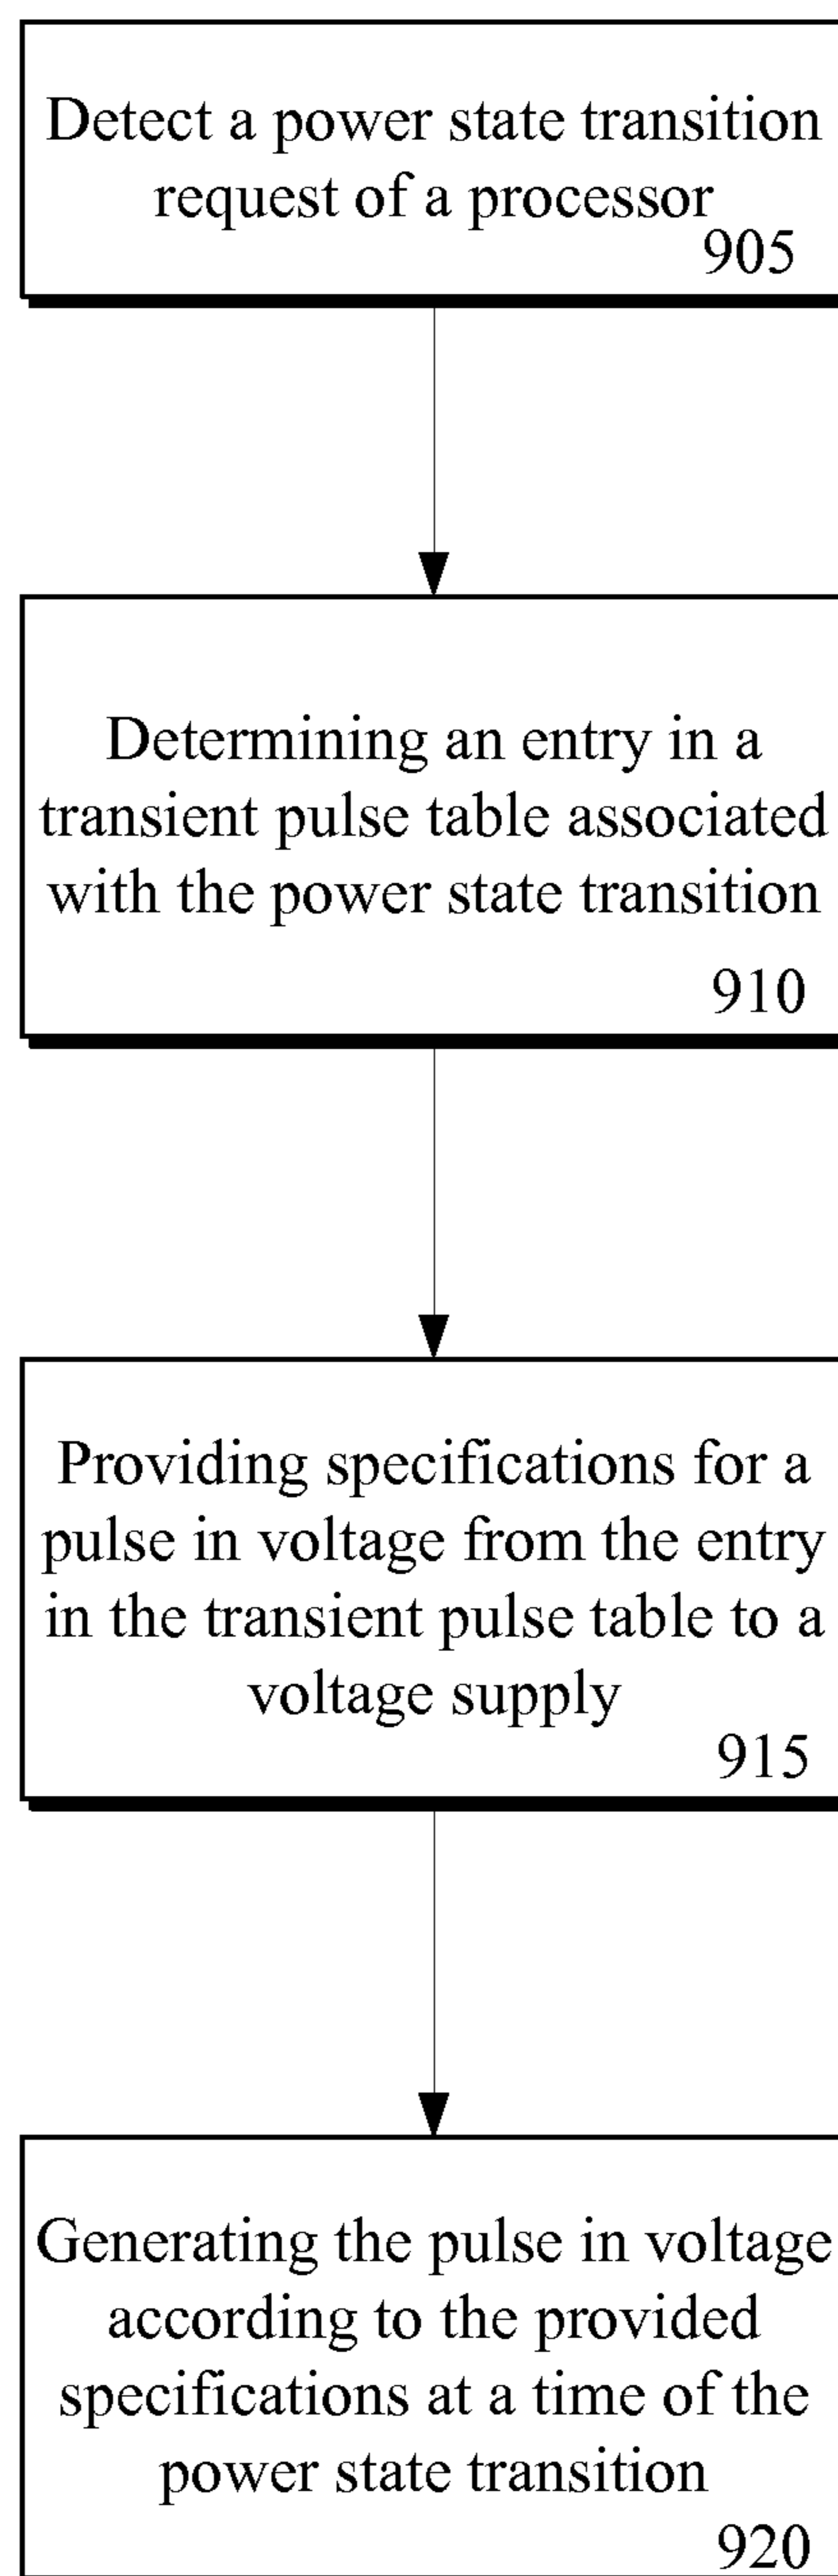 Detect a power state transition
request of a processor
905
Determining an entry in a
transient pulse table associated
with the power state transition
910
Providing specifications for a
pulse in voltage from the entry
in the transient pulse table to a
voltage supply
915
Generating the pulse in voltage
according to the provided
specifications at a time of the
power state transition
920